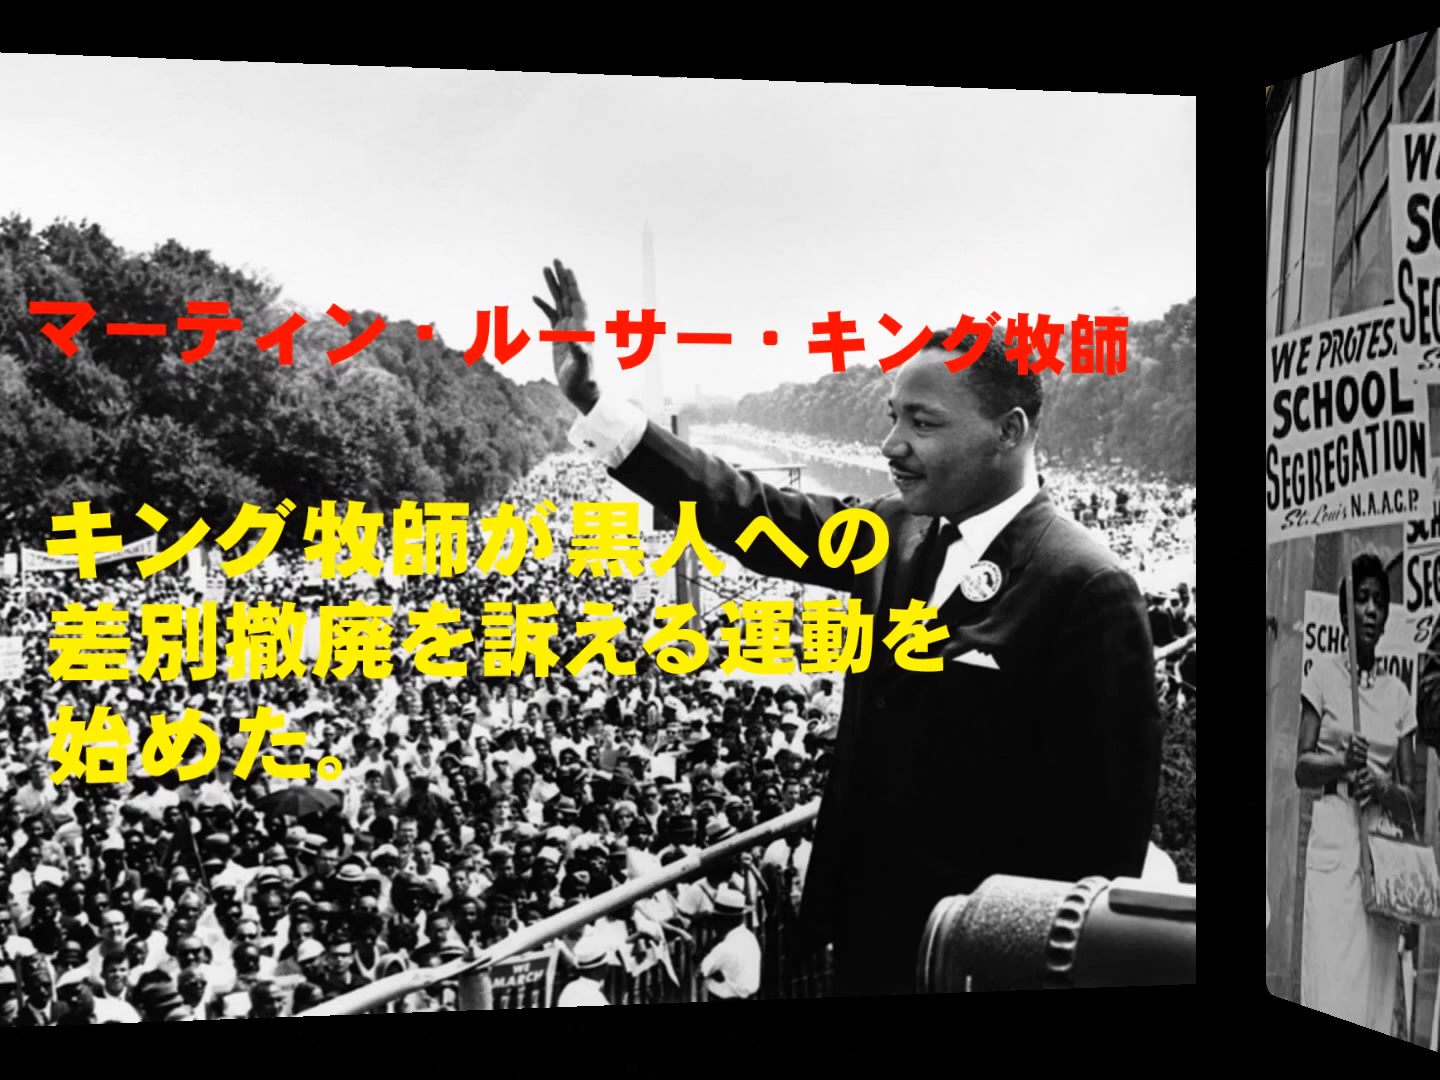 マーティン・ルーサー・キング牧師
キング牧師が黒人への
差別撤廃を訴える運動を
始めた。
WE
MARCH
WE PROTEST
SCHOOL
SEGREGATION
St. Louis N.A.A.C.P.